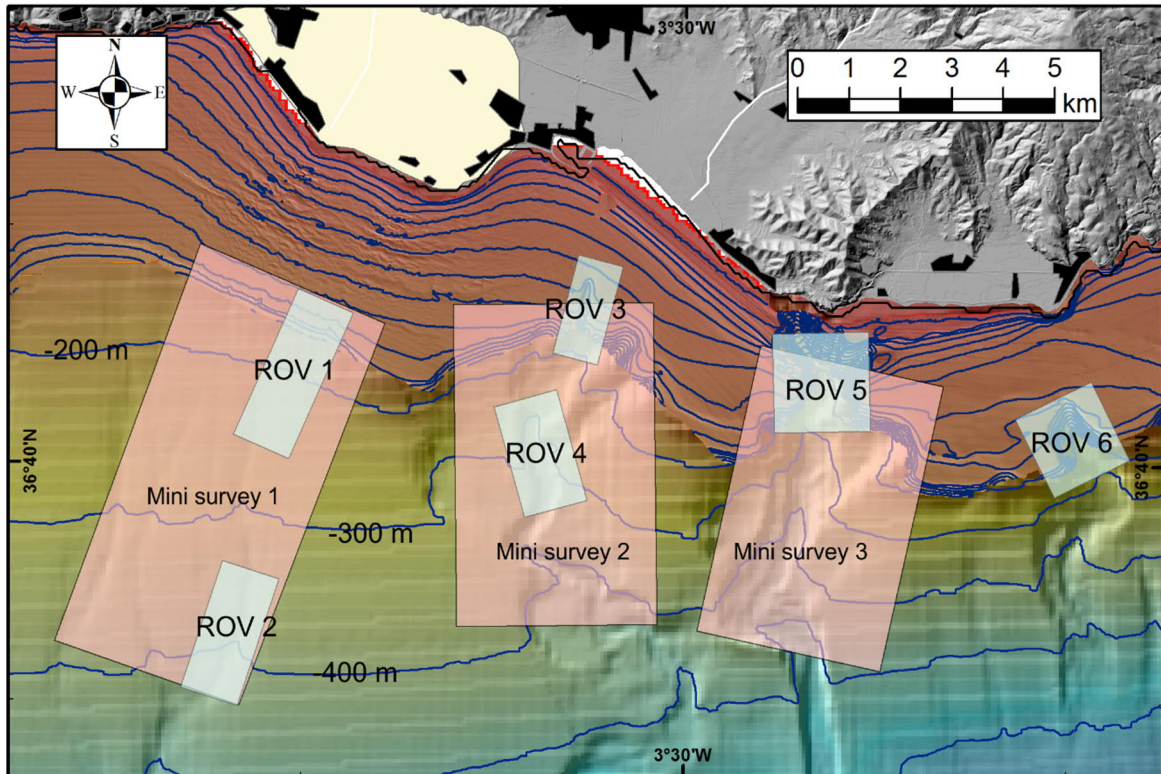 3°30'W
N
W E
S
0 1 2 3 4 5
km
ROV 3
-200 m
ROV 1
ROV 5
36°40'N
ROV 4
ROV 6
36°40'N
Mini survey 1
-300 m
Mini survey 2
Mini survey 3
ROV 2
-400 m
3°30'W